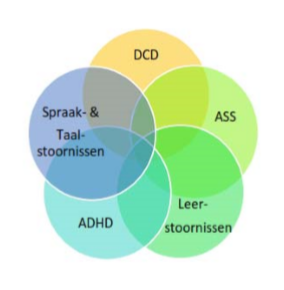 DCD
Spraak- &
Taal-
stoornissen
ASS
ADHD
Leer-
stoornissen